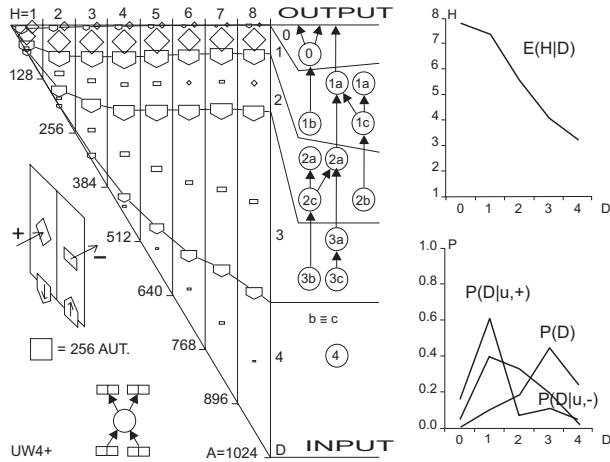 H=1 2 3 4 5 6 7 8 OUTPUT
0
0
1
128
1a 1a
2
256
1b 1c
2a 2a
384
2c 2b
+
512
3
3a
−
640
3b 3c
b ≡ c
= 256 AUT.
768
4
4
896
UW4+
A=1024 D INPUT
8 H
E(H|D)
7
6
5
4
3
2
1
0 1 2 3 4 D
1.0 P
P(D|u,+)
0.8
P(D)
0.6
0.4
P(D|u,-)
0.2
0.0
0 1 2 3 4 D